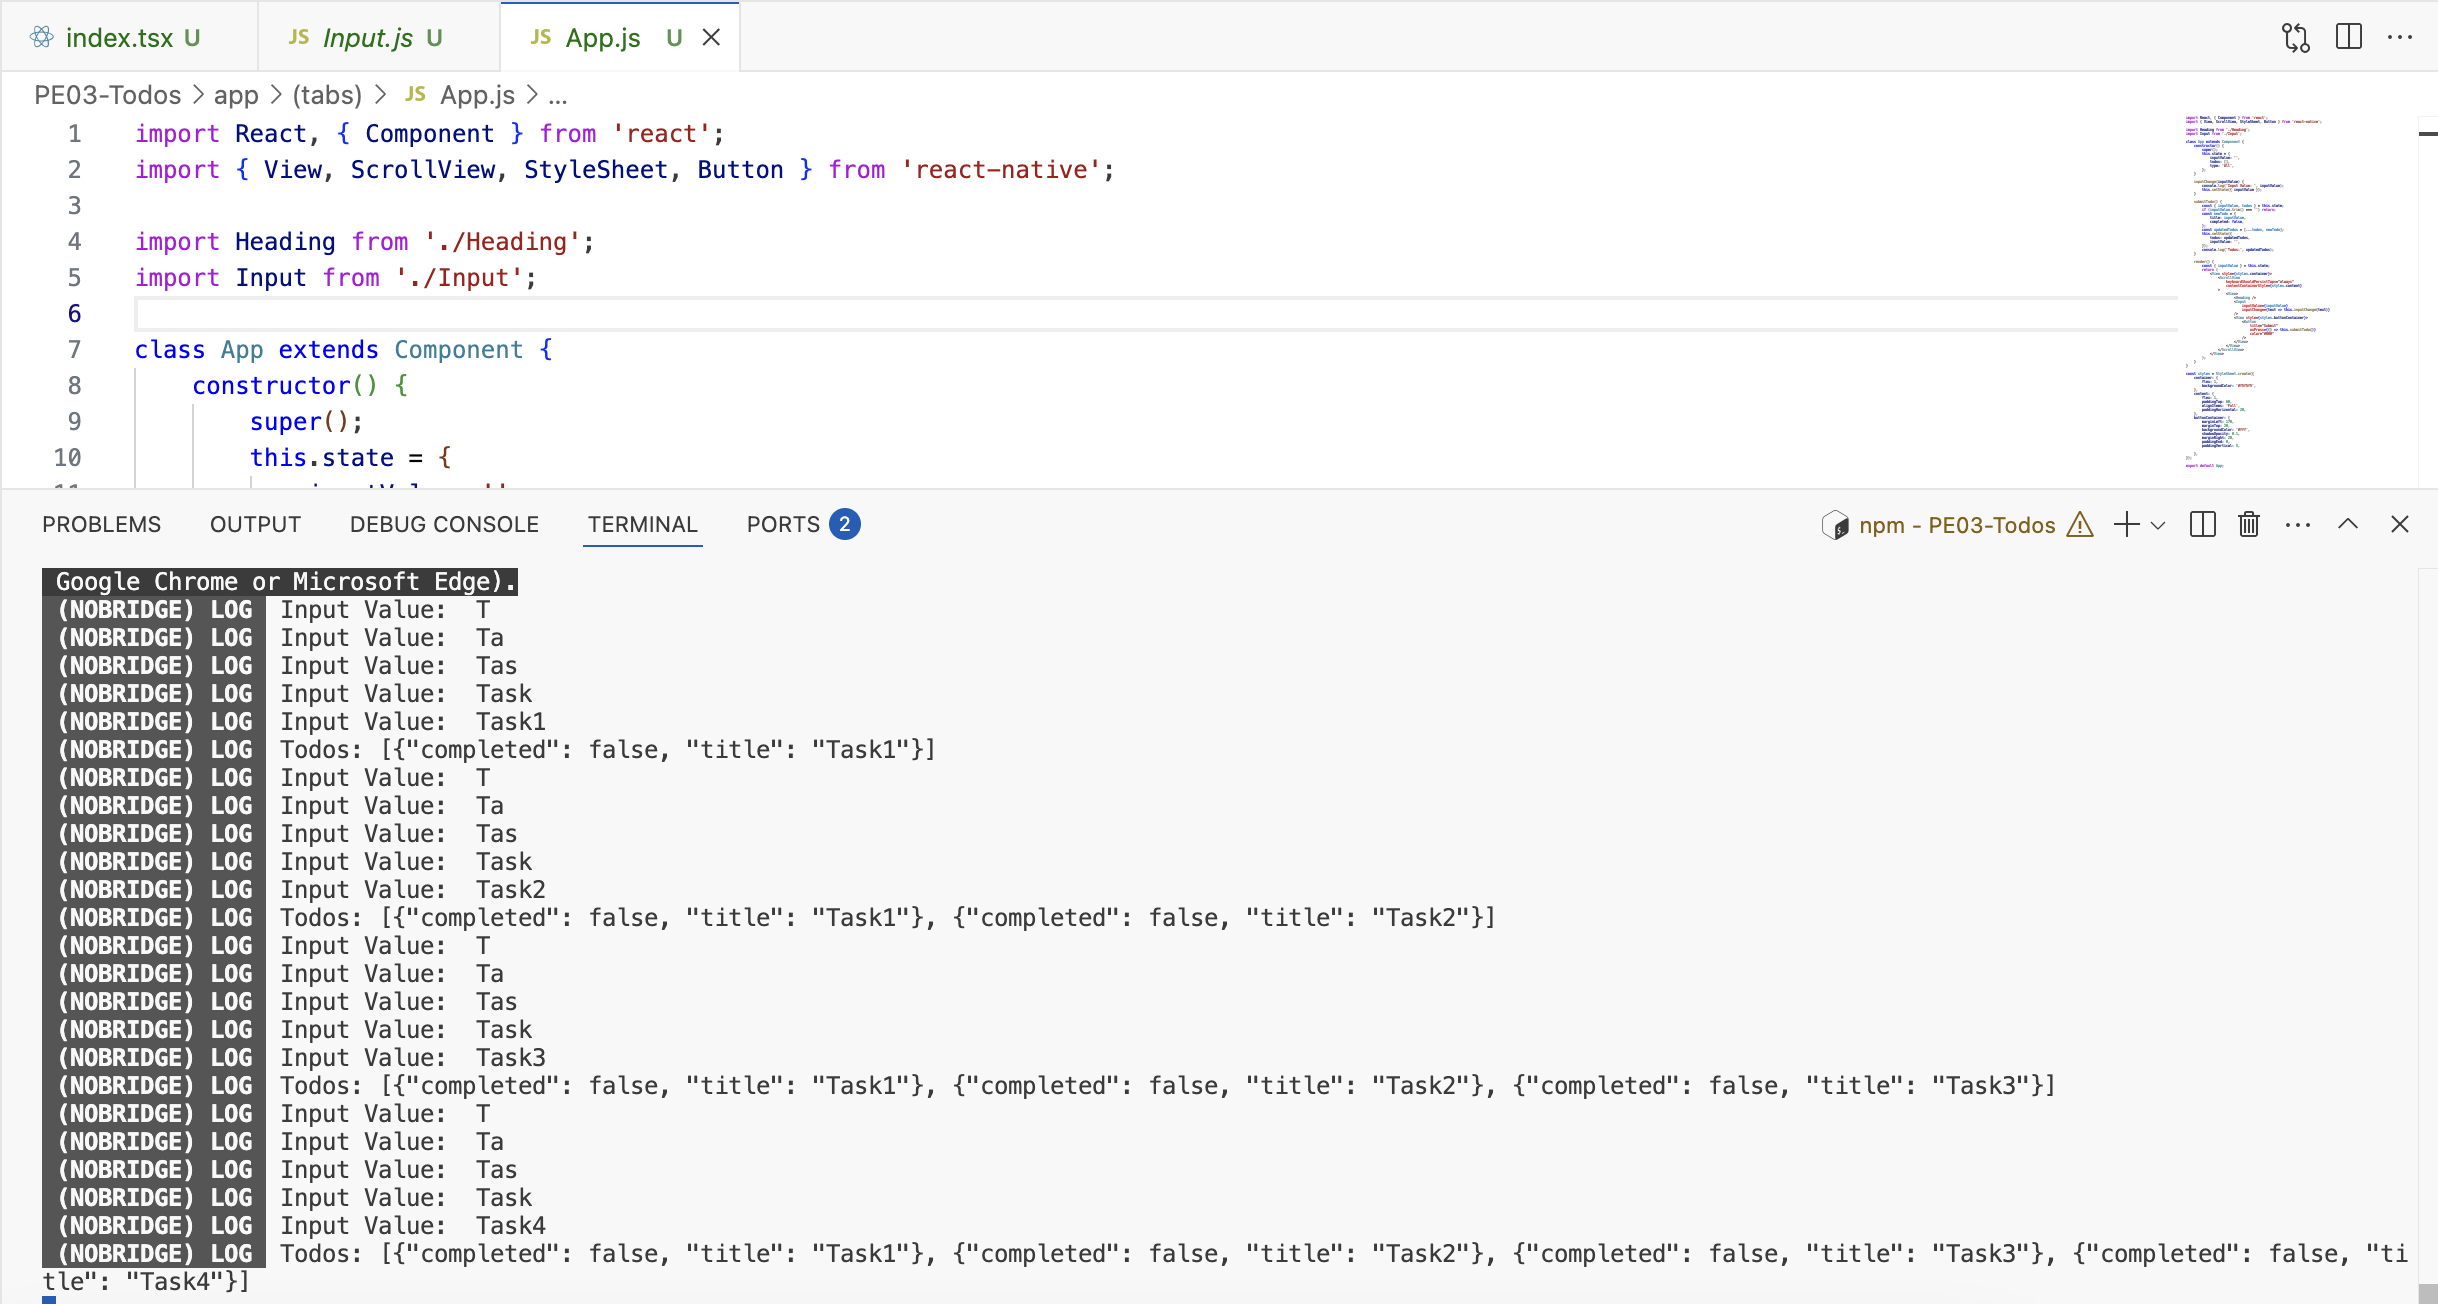 index.tsx U
JS Input.js U
JS App.js U
PE03-Todos > app > (tabs) > JS App.js > ...
1 import React, { Component } from 'react';
2 import { View, ScrollView, StyleSheet, Button } from 'react-native';
3
4 import Heading from './Heading';
5 import Input from './Input';
6
7 class App extends Component {
8 constructor() {
9 super();
10 this.state = {
PROBLEMS OUTPUT DEBUG CONSOLE TERMINAL PORTS 2 npm - PE03-Todos
Google Chrome or Microsoft Edge).
(NOBRIDGE) LOG Input Value: T
(NOBRIDGE) LOG Input Value: Ta
(NOBRIDGE) LOG Input Value: Tas
(NOBRIDGE) LOG Input Value: Task
(NOBRIDGE) LOG Input Value: Task1
(NOBRIDGE) LOG Todos: [{"completed": false, "title": "Task1"}]
(NOBRIDGE) LOG Input Value: T
(NOBRIDGE) LOG Input Value: Ta
(NOBRIDGE) LOG Input Value: Tas
(NOBRIDGE) LOG Input Value: Task
(NOBRIDGE) LOG Input Value: Task2
(NOBRIDGE) LOG Todos: [{"completed": false, "title": "Task1"}, {"completed": false, "title": "Task2"}]
(NOBRIDGE) LOG Input Value: T
(NOBRIDGE) LOG Input Value: Ta
(NOBRIDGE) LOG Input Value: Tas
(NOBRIDGE) LOG Input Value: Task
(NOBRIDGE) LOG Input Value: Task3
(NOBRIDGE) LOG Todos: [{"completed": false, "title": "Task1"}, {"completed": false, "title": "Task2"}, {"completed": false, "title": "Task3"}]
(NOBRIDGE) LOG Input Value: T
(NOBRIDGE) LOG Input Value: Ta
(NOBRIDGE) LOG Input Value: Tas
(NOBRIDGE) LOG Input Value: Task
(NOBRIDGE) LOG Input Value: Task4
(NOBRIDGE) LOG Todos: [{"completed": false, "title": "Task1"}, {"completed": false, "title": "Task2"}, {"completed": false, "title": "Task3"}, {"completed": false, "ti
tle": "Task4"}]